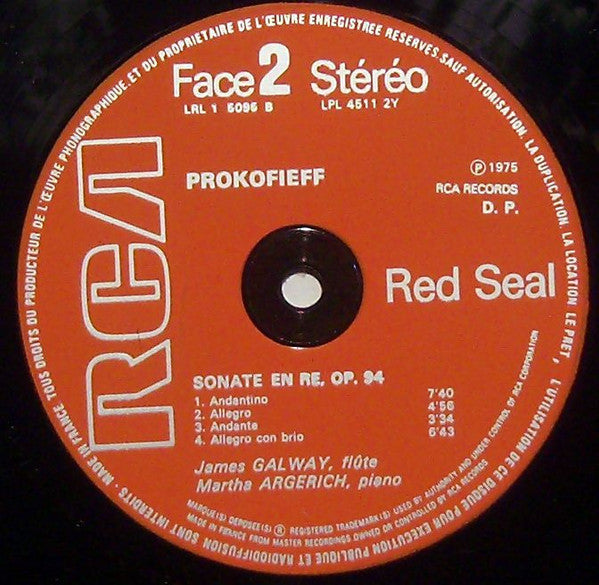 TOUS DROITS DU PRODUCTEUR DE L'ŒUVRE PHONOGRAPHIQUE ET DU PROPRIETAIRE DE L'ŒUVRE ENREGISTREE RESERVES. SAUF AUTORISATION, LA DUPLICATION, LA LOCATION, LE PRET, L'UTILISATION DE CE DISQUE POUR EXECUTION PUBLIQUE ET RADIODIFFUSION SONT INTERDITS - MADE IN FRANCE
Face 2 Stéréo
LRL 1 5095 B LPL 4511 2Y
RCA
PROKOFIEFF
Ⓟ 1975
RCA RECORDS
D. P.
Red Seal
SONATE EN RE, OP. 94
1. Andantino 7'40
2. Allegro 4'56
3. Andante 3'34
4. Allegro con brio 6'43
James GALWAY, flûte
Martha ARGERICH, piano
MARQUE(S) DEPOSEE(S) ® REGISTERED TRADEMARK(S) USED BY AUTHORITY AND UNDER CONTROL OF RCA CORPORATION
MADE IN FRANCE FROM MASTER RECORDINGS OWNED OR CONTROLLED BY RCA RECORDS